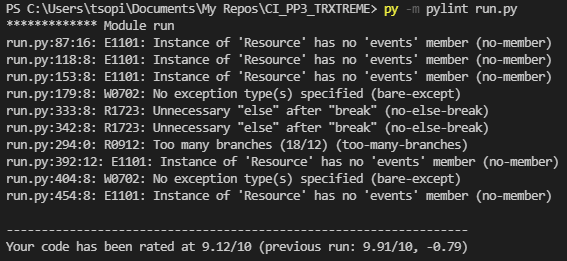 PS C:\Users\tsopi\Documents\My Repos\CI_PP3_TRXTREME> py -m pylint run.py
************* Module run
run.py:87:16: E1101: Instance of 'Resource' has no 'events' member (no-member)
run.py:118:8: E1101: Instance of 'Resource' has no 'events' member (no-member)
run.py:153:8: E1101: Instance of 'Resource' has no 'events' member (no-member)
run.py:179:8: W0702: No exception type(s) specified (bare-except)
run.py:333:8: R1723: Unnecessary "else" after "break" (no-else-break)
run.py:342:8: R1723: Unnecessary "else" after "break" (no-else-break)
run.py:294:0: R0912: Too many branches (18/12) (too-many-branches)
run.py:392:12: E1101: Instance of 'Resource' has no 'events' member (no-member)
run.py:404:8: W0702: No exception type(s) specified (bare-except)
run.py:454:8: E1101: Instance of 'Resource' has no 'events' member (no-member)
------------------------------------------------------------------
Your code has been rated at 9.12/10 (previous run: 9.91/10, -0.79)